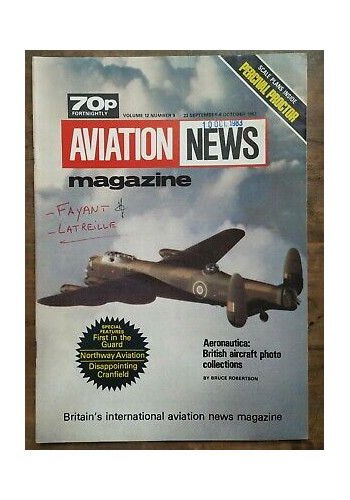 SCALE PLANS INSIDE
PERCIVAL PROCTOR
70p
FORTNIGHTLY
VOLUME 12 NUMBER 9
23 SEPTEMBER-6 OCTOBER 1983
10 OCT 1983
AVIATION NEWS
magazine
- FAYANT
- LATREILLE
SPECIAL
FEATURES
First in the
Guard
Northway Aviation
Disappointing
Cranfield
Aeronautica:
British aircraft photo
collections
BY BRUCE ROBERTSON
Britain's international aviation news magazine